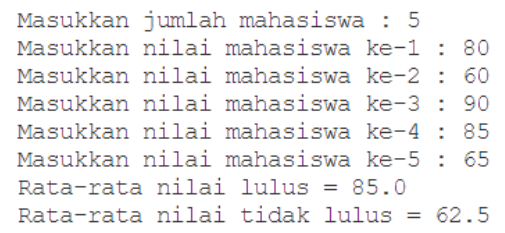 Masukkan jumlah mahasiswa : 5
Masukkan nilai mahasiswa ke-1 : 80
Masukkan nilai mahasiswa ke-2 : 60
Masukkan nilai mahasiswa ke-3 : 90
Masukkan nilai mahasiswa ke-4 : 85
Masukkan nilai mahasiswa ke-5 : 65
Rata-rata nilai lulus = 85.0
Rata-rata nilai tidak lulus = 62.5